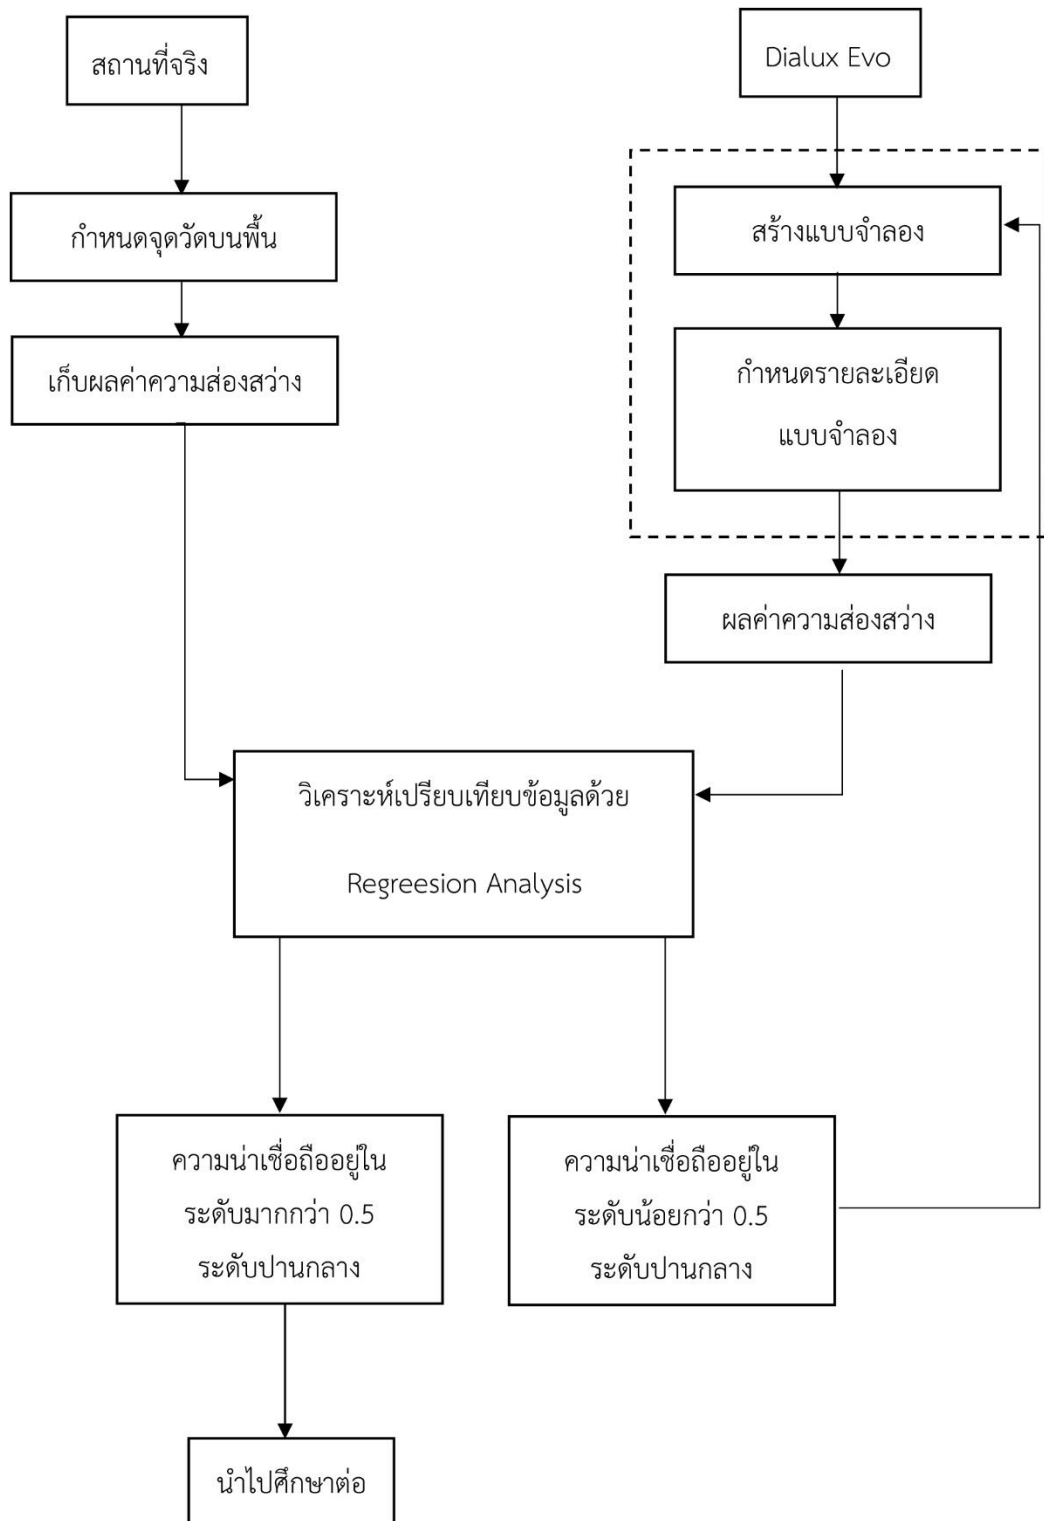 สถานที่จริง
Dialux Evo
กำหนดจุดวัดบนพื้น
สร้างแบบจำลอง
เก็บผลค่าความส่องสว่าง
กำหนดรายละเอียด
แบบจำลอง
ผลค่าความส่องสว่าง
วิเคราะห์เปรียบเทียบข้อมูลด้วย
Regreesion Analysis
ความน่าเชื่อถืออยู่ใน
ระดับมากกว่า 0.5
ระดับปานกลาง
ความน่าเชื่อถืออยู่ใน
ระดับน้อยกว่า 0.5
ระดับปานกลาง
นำไปศึกษาต่อ